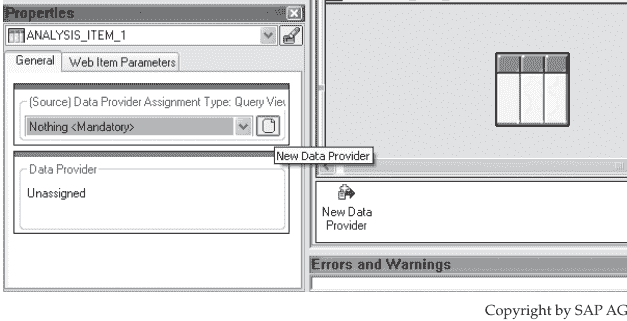 Properties
ANALYSIS_ITEM_1
General Web Item Parameters
(Source) Data Provider Assignment Type: Query View
Nothing <Mandatory>
New Data Provider
Data Provider
Unassigned
New Data
Provider
Errors and Warnings
Copyright by SAP AG